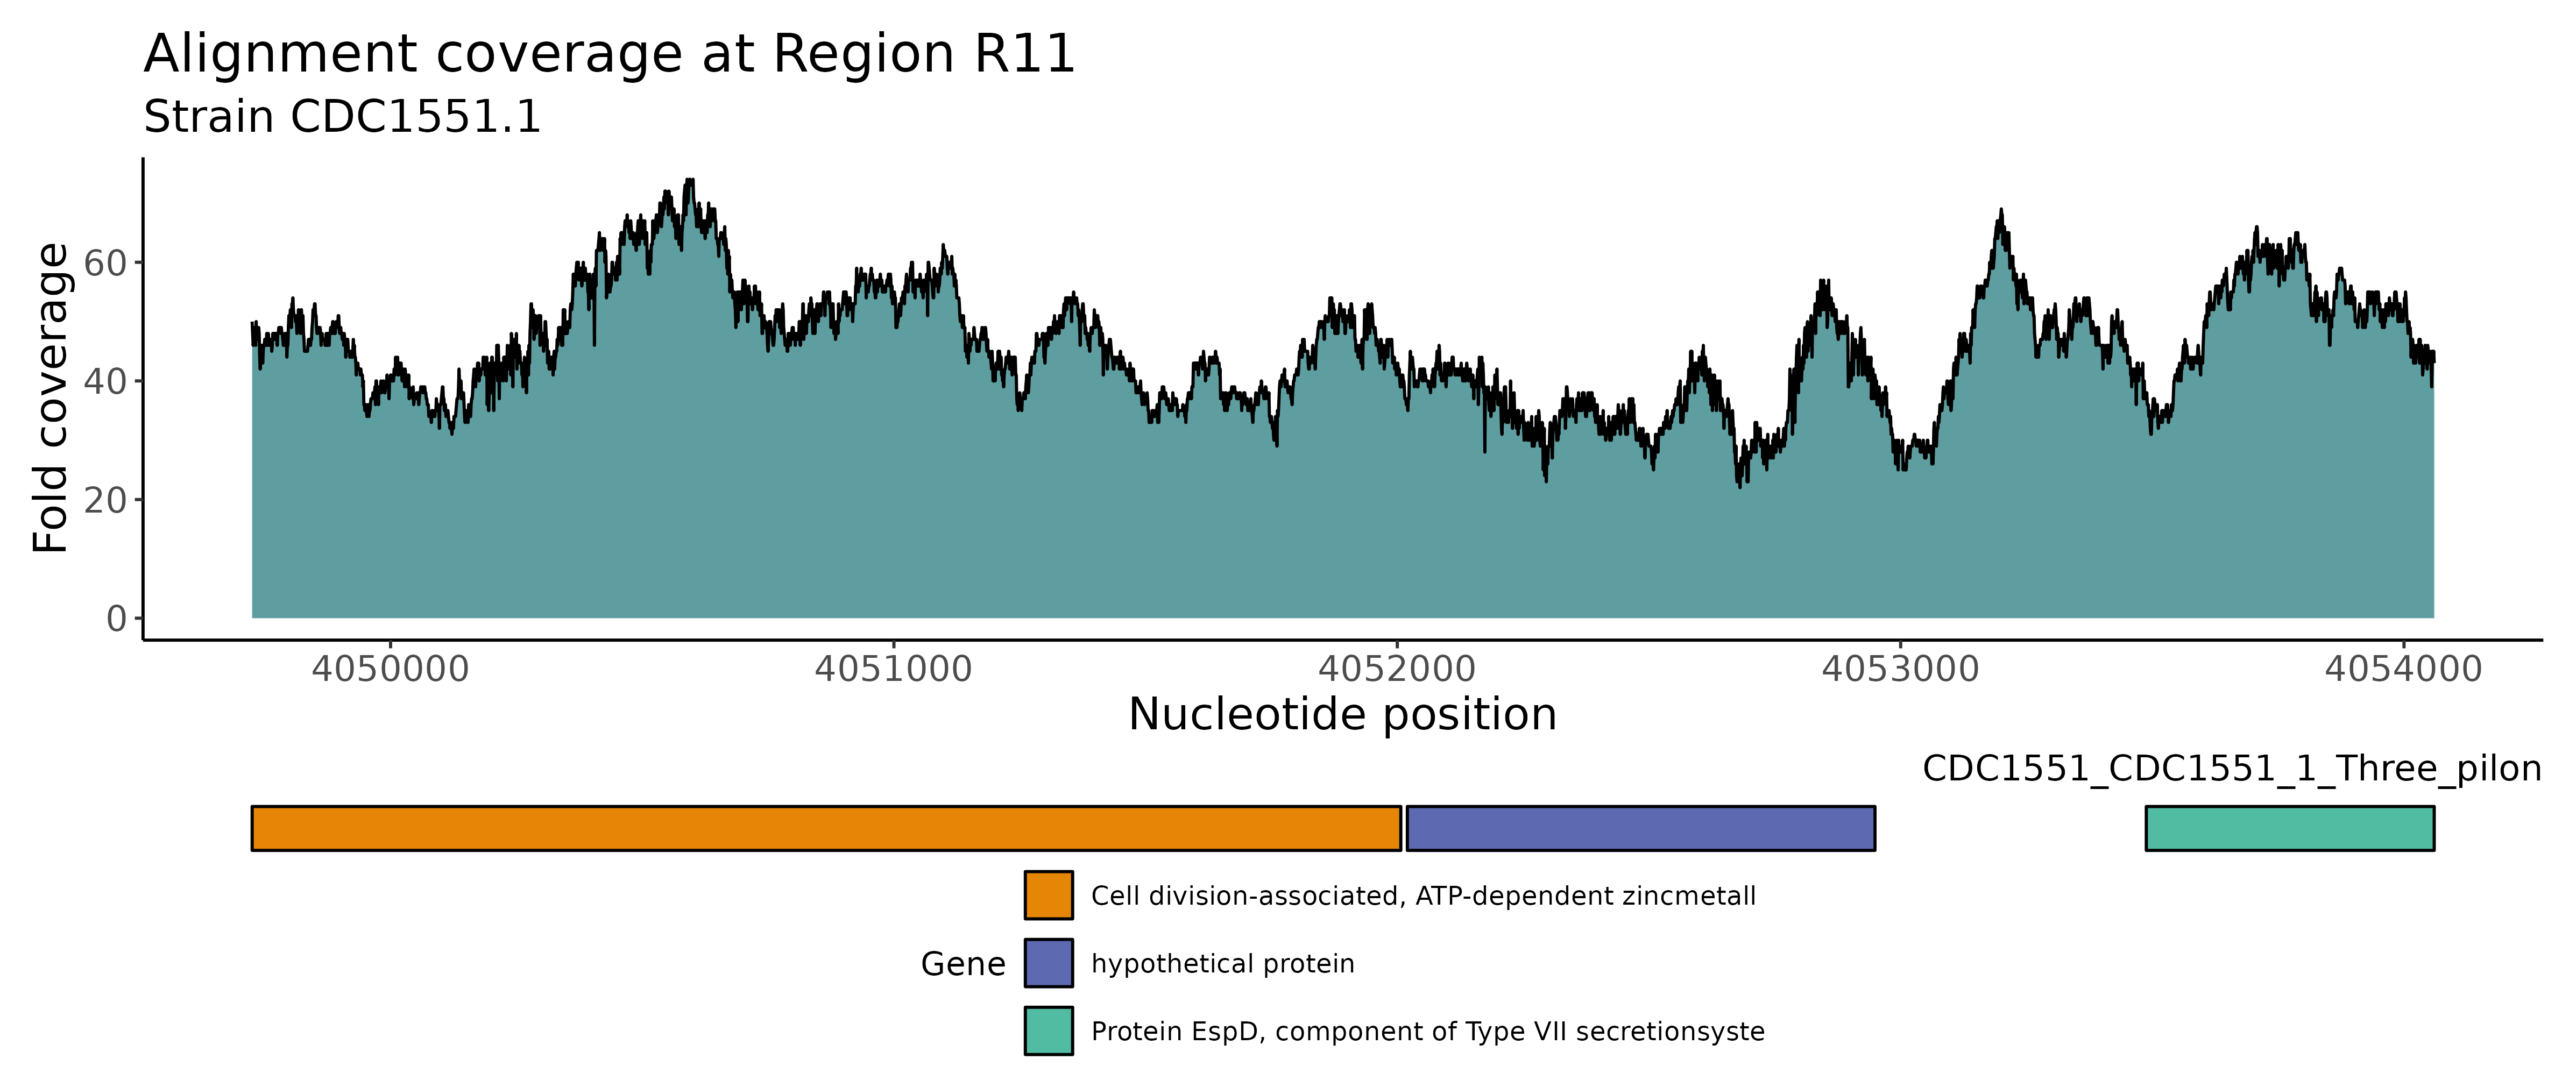 Alignment coverage at Region R11
Strain CDC1551.1
Fold coverage
60
40
20
0
4050000 4051000 4052000 4053000 4054000
Nucleotide position
CDC1551_CDC1551_1_Three_pilon
Gene
Cell division-associated, ATP-dependent zincmetall
hypothetical protein
Protein EspD, component of Type VII secretionsyste